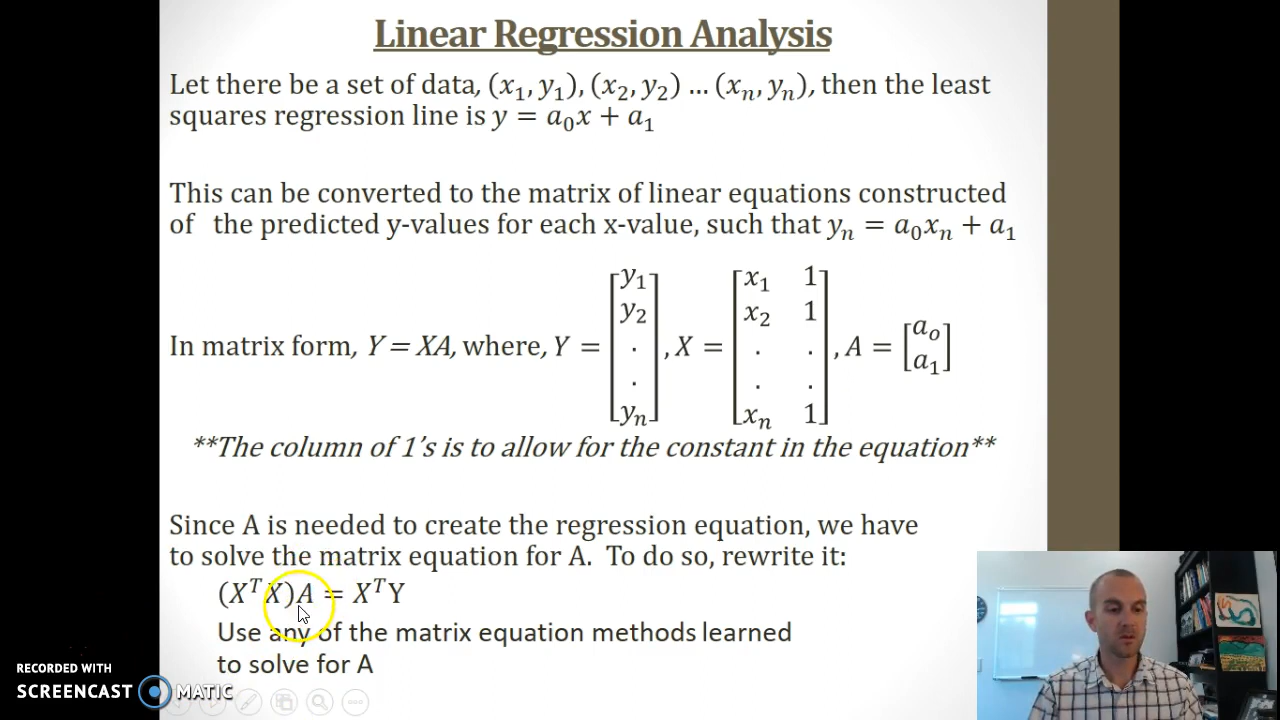 Linear Regression Analysis
Let there be a set of data, (x₁, y₁), (x₂, y₂) … (xₙ, yₙ), then the least
squares regression line is y = a₀x + a₁
This can be converted to the matrix of linear equations constructed
of the predicted y-values for each x-value, such that yₙ = a₀xₙ + a₁
In matrix form, Y = XA, where, Y = [y₁ y₂ . . yₙ], X = [x₁ 1 x₂ 1 . . . . xₙ 1], A = [aₒ a₁]
**The column of 1's is to allow for the constant in the equation**
Since A is needed to create the regression equation, we have
to solve the matrix equation for A. To do so, rewrite it:
(XᵀX)A = XᵀY
Use any of the matrix equation methods learned
to solve for A
RECORDED WITH
SCREENCAST MATIC